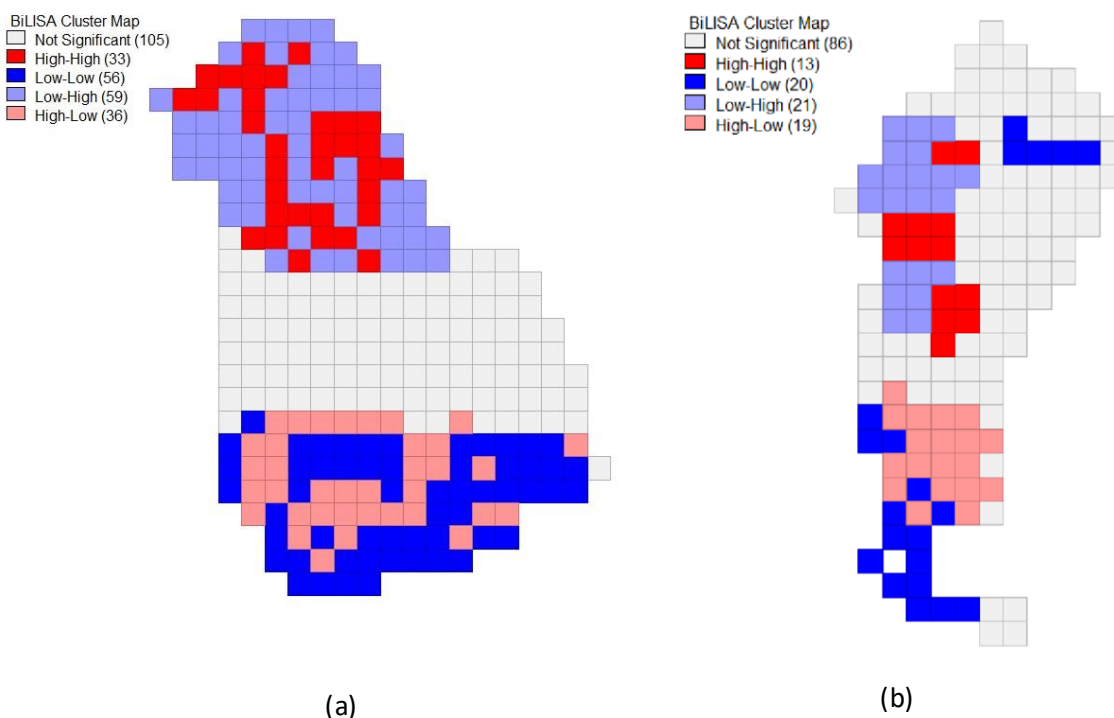 BiLISA Cluster Map
Not Significant (105)
High-High (33)
Low-Low (56)
Low-High (59)
High-Low (36)
(a)
BiLISA Cluster Map
Not Significant (86)
High-High (13)
Low-Low (20)
Low-High (21)
High-Low (19)
(b)